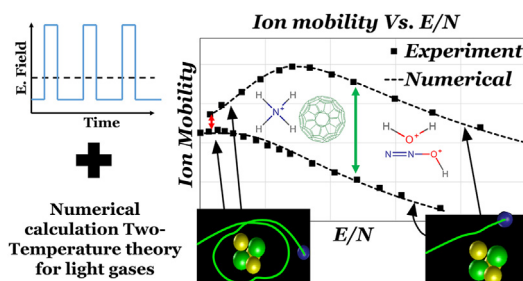 Ion mobility Vs. E/N
E. Field
Time
Numerical
calculation Two-
Temperature theory
for light gases
Ion Mobility
Experiment
Numerical
H
H
N+
H
H
H
H
O+
N
N
O+
H
E/N